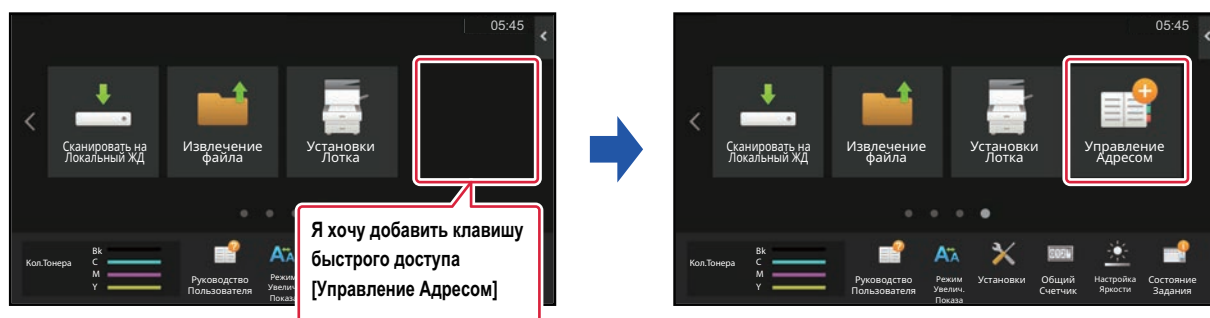 05:45
Сканировать на
Локальный ЖД
Извлечение
файла
Установки
Лотка
Я хочу добавить клавишу
быстрого доступа
[Управление Адресом]
Кол.Тонера
Bk
C
M
Y
Руководство
Пользователя
Режим
Увелич.
05:45
Сканировать на
Локальный ЖД
Извлечение
файла
Установки
Лотка
Управление
Адресом
Кол.Тонера
Bk
C
M
Y
Руководство
Пользователя
Режим
Увелич.
Показа
Установки
Общий
Счетчик
Настройка
Яркости
Состояние
Задания